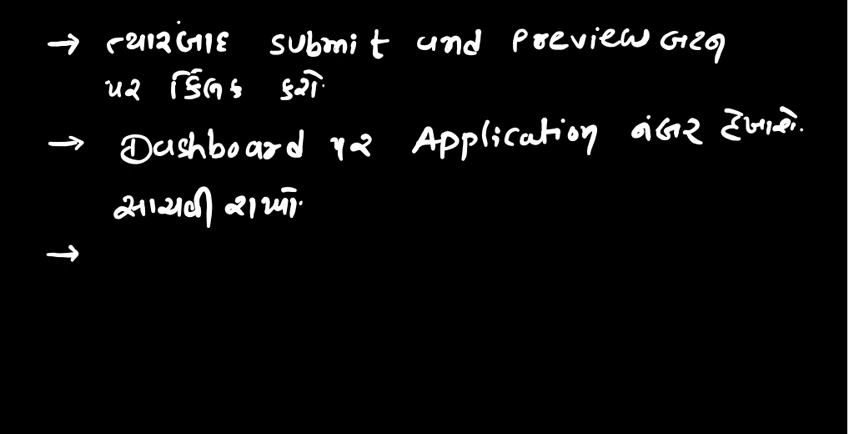 → ત્યારબાદ submit and preview બટન
પર ક્લિક કરો.
→ Dashboard પર Application નંબર દેખાશે.
સાચવી રાખો.
→